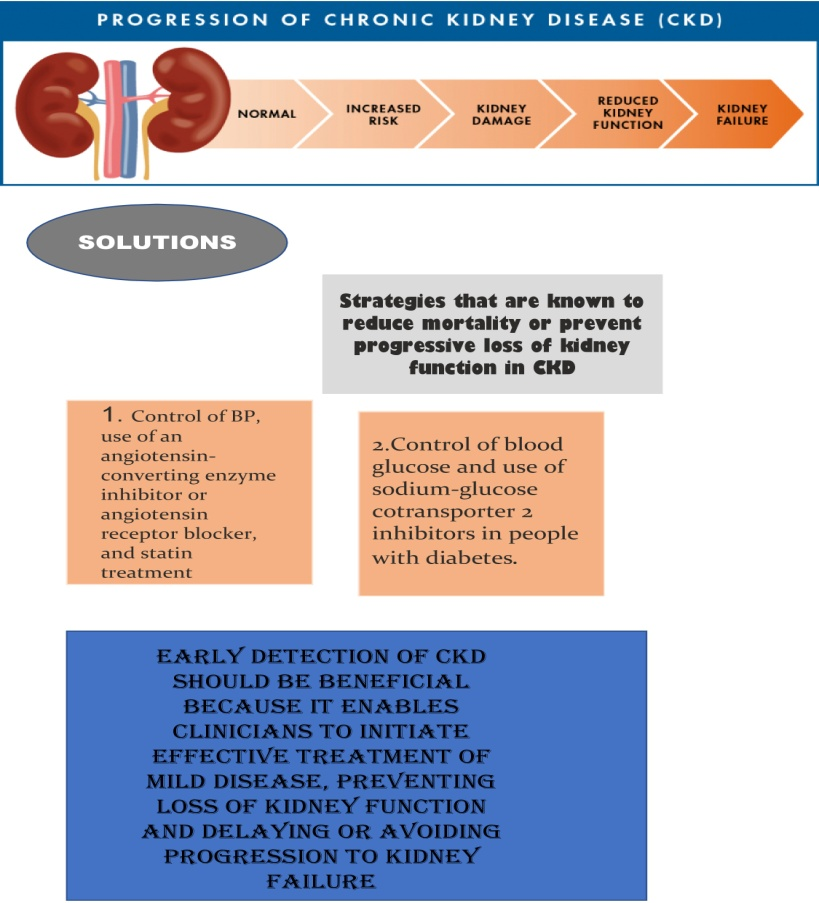 PROGRESSION OF CHRONIC KIDNEY DISEASE (CKD)
NORMAL
INCREASED
RISK
KIDNEY
DAMAGE
REDUCED
KIDNEY
FUNCTION
KIDNEY
FAILURE
SOLUTIONS
Strategies that are known to
reduce mortality or prevent
progressive loss of kidney
function in CKD
1. Control of BP,
use of an
angiotensin-
converting enzyme
inhibitor or
angiotensin
receptor blocker,
and statin
treatment
2.Control of blood
glucose and use of
sodium-glucose
cotransporter 2
inhibitors in people
with diabetes.
EARLY DETECTION OF CKD
SHOULD BE BENEFICIAL
BECAUSE IT ENABLES
CLINICIANS TO INITIATE
EFFECTIVE TREATMENT OF
MILD DISEASE, PREVENTING
LOSS OF KIDNEY FUNCTION
AND DELAYING OR AVOIDING
PROGRESSION TO KIDNEY
FAILURE